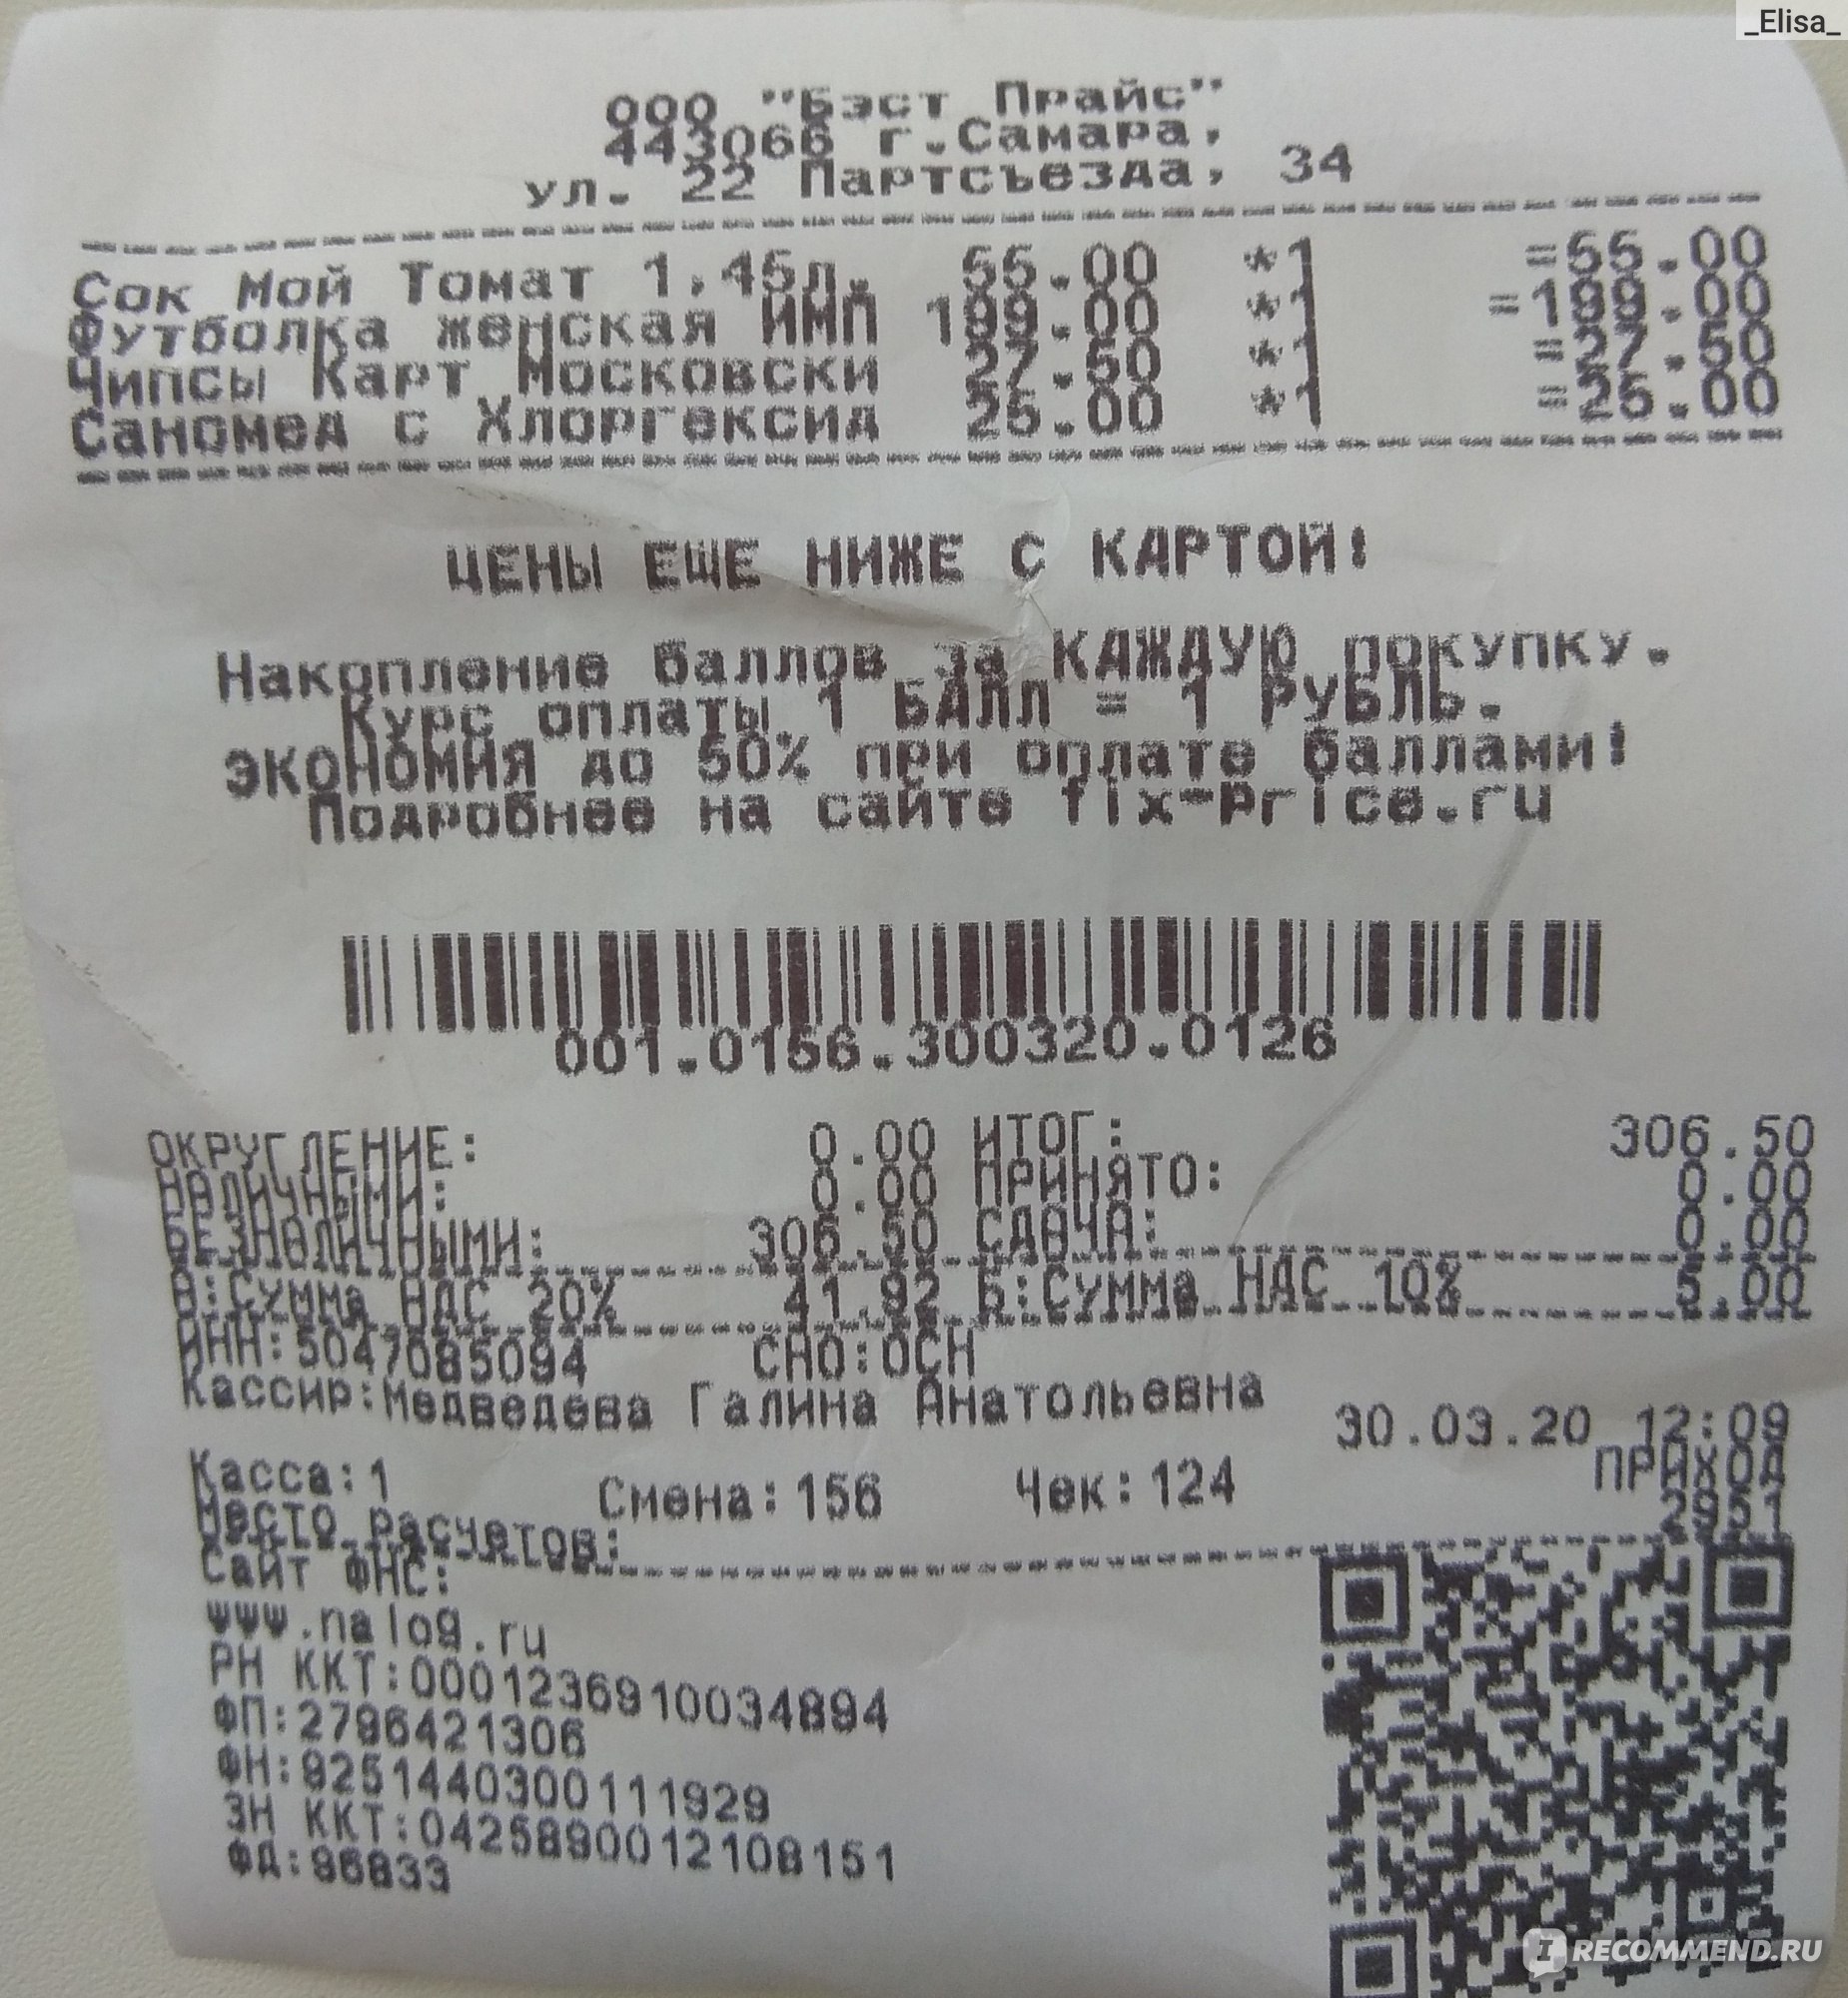 _Elisa_
ООО "Бэст Прайс"
443066 г.Самара,
ул. 22 Партсъезда, 34
Сок Мой Томат 1,45л. 55.00 *1 =55.00
Футболка женская ИМП 199.00 *1 =199.00
Чипсы Карт Московски 27.50 *1 =27.50
Саномед с Хлоргексид 25.00 *1 =25.00
ЦЕНЫ ЕЩЕ НИЖЕ С КАРТОЙ!
Накопление баллов за КАЖДУЮ покупку.
Курс оплаты 1 БАЛЛ = 1 РУБЛЬ.
ЭКОНОМИЯ до 50% при оплате баллами!
Подробнее на сайте fix-price.ru
001.0156.300320.0126
ОКРУГЛЕНИЕ: 0.00 ИТОГ: 306.50
НАЛИЧНЫМИ: 0.00 ПРИНЯТО: 0.00
БЕЗНАЛИЧНЫМИ: 306.50 СДАЧА: 0.00
А:Сумма НДС 20% 41.92 Б:Сумма НДС 10% 5.00
ИНН:5047085094 СНО:ОСН
Кассир:Медведева Галина Анатольевна
30.03.20 12:09
Касса:1 Смена:156 Чек:124 ПРИХОД
Место расчетов: 2951
Сайт ФНС:
www.nalog.ru
РН ККТ:0001236910034894
ФП:2796421306
ФН:9251440300111929
ЗН ККТ:0425890012108151
ФД:96833
IRECOMMEND.RU